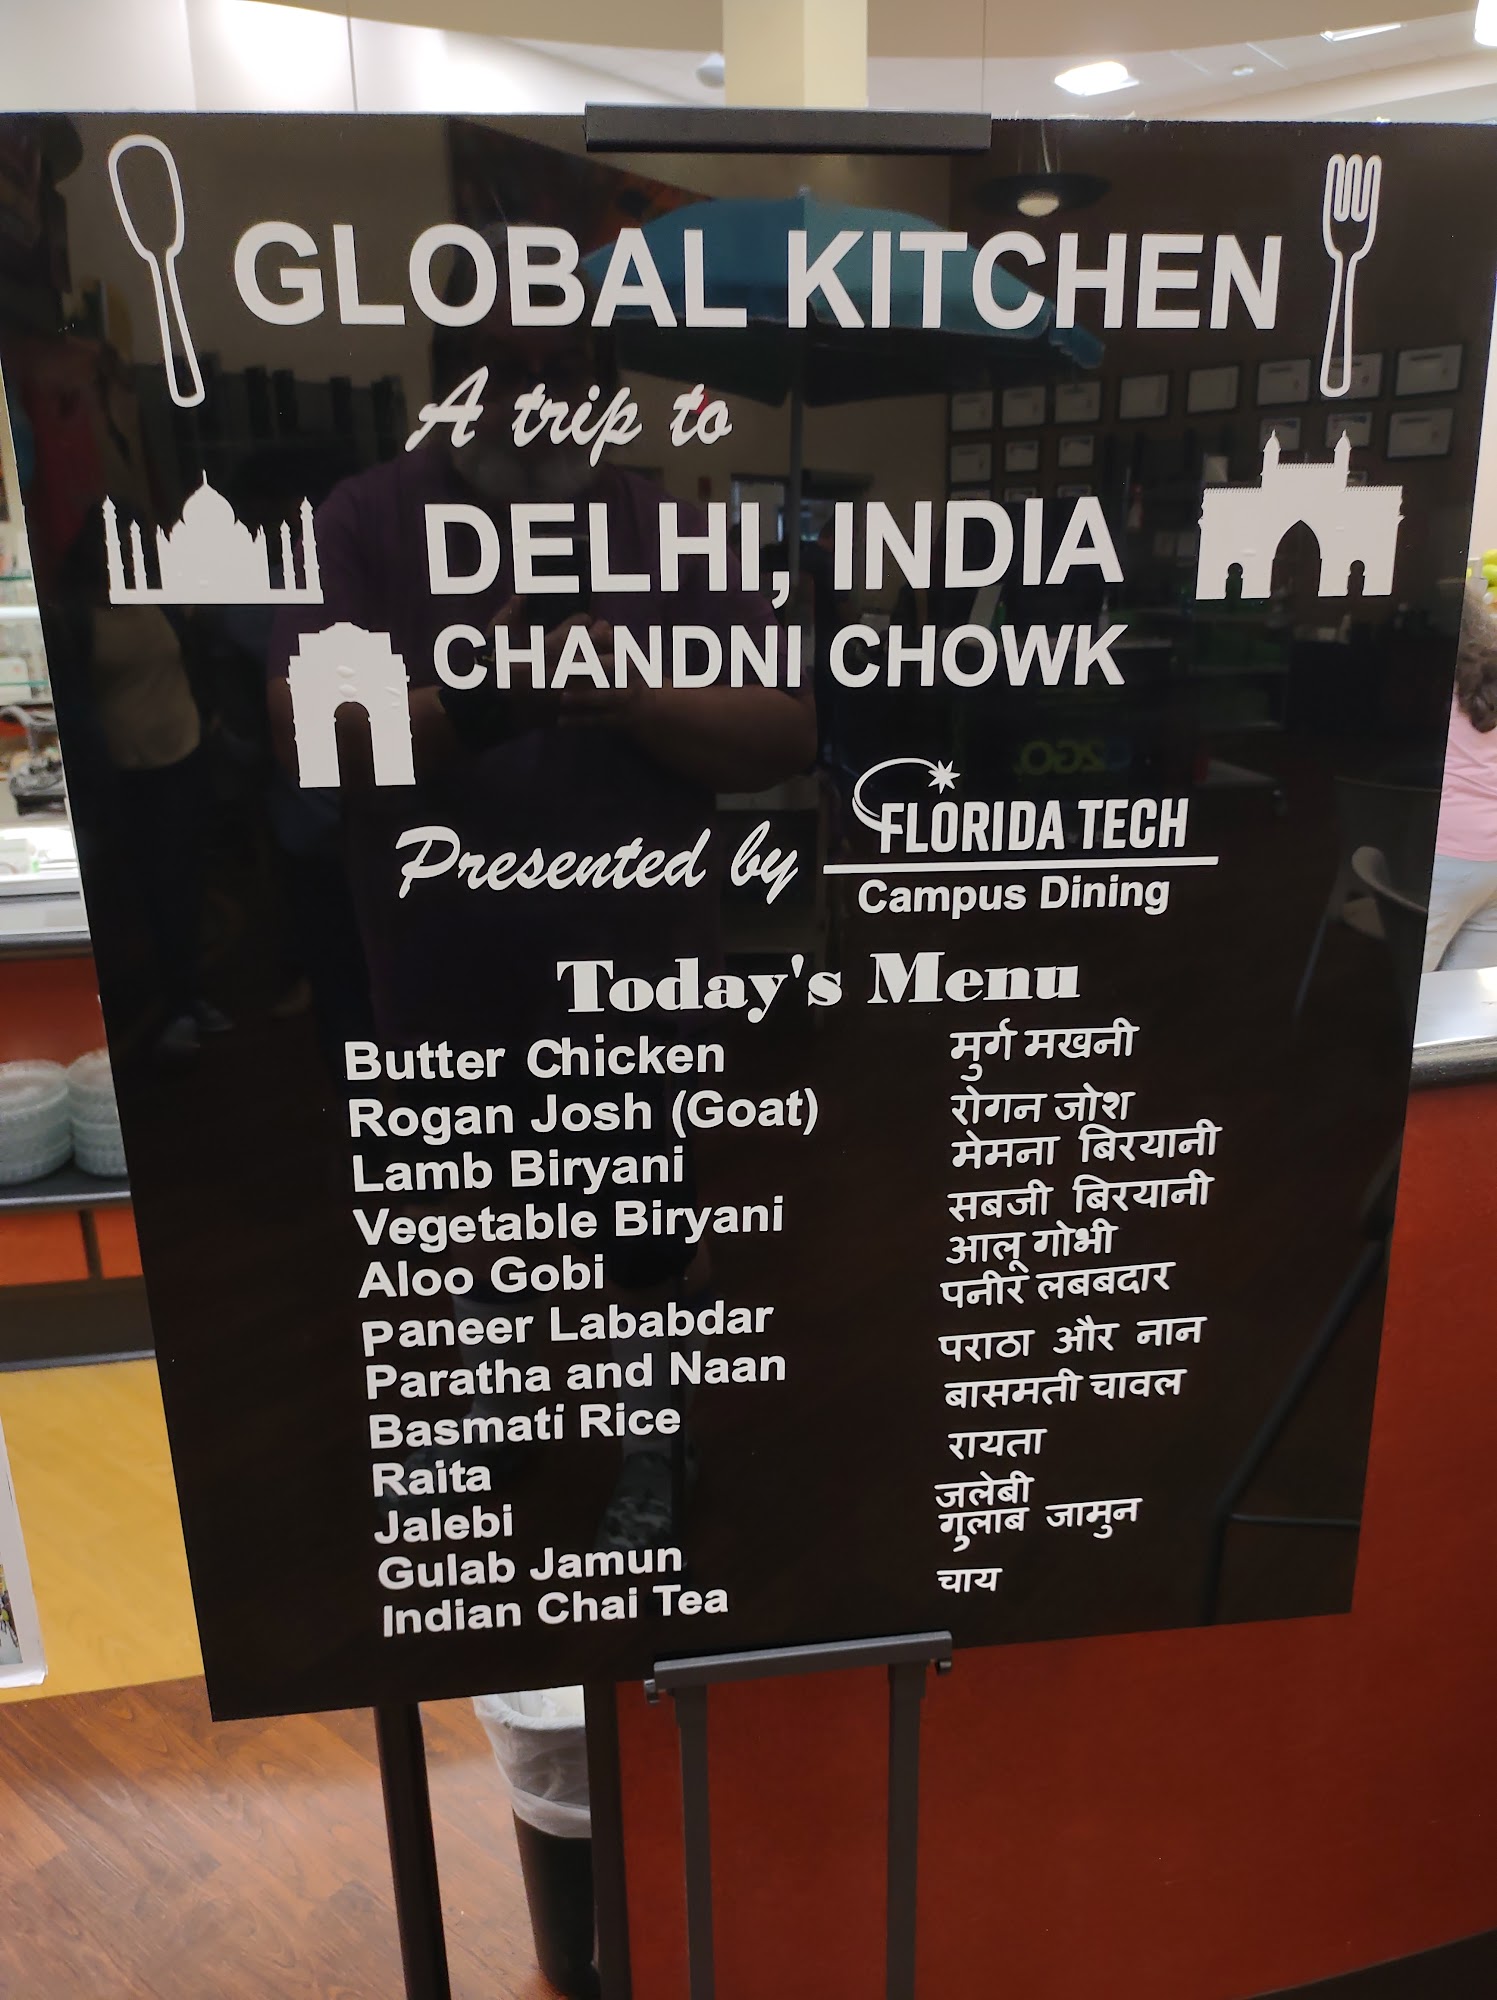 GLOBAL KITCHEN
A trip to
DELHI, INDIA
CHANDNI CHOWK
Presented by FLORIDA TECH
Campus Dining
Today's Menu
Butter Chicken मुर्ग मखनी
Rogan Josh (Goat) रोगन जोश
Lamb Biryani मेमना बिरयानी
Vegetable Biryani सबजी बिरयानी
Aloo Gobi आलू गोभी
Paneer Lababdar पनीर लबबदार
Paratha and Naan पराठा और नान
Basmati Rice बासमती चावल
Raita रायता
Jalebi जलेबी
Gulab Jamun गुलाब जामुन
Indian Chai Tea चाय